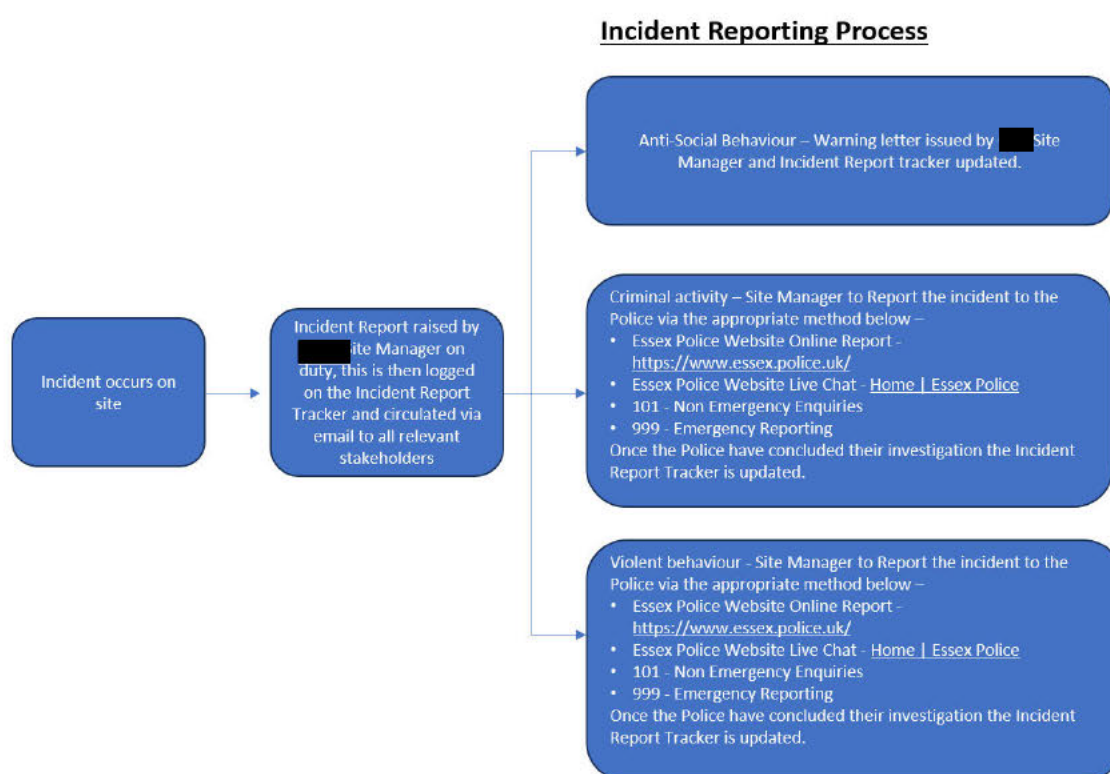 Incident Reporting Process
Incident occurs on
site
Incident Report raised by
Site Manager on
duty, this is then logged
on the Incident Report
Tracker and circulated via
email to all relevant
stakeholders
Anti-Social Behaviour – Warning letter issued by Site
Manager and Incident Report tracker updated.
Criminal activity – Site Manager to Report the incident to the
Police via the appropriate method below –
• Essex Police Website Online Report -
https://www.essex.police.uk/
• Essex Police Website Live Chat - Home | Essex Police
• 101 - Non Emergency Enquiries
• 999 - Emergency Reporting
Once the Police have concluded their investigation the Incident
Report Tracker is updated.
Violent behaviour - Site Manager to Report the incident to the
Police via the appropriate method below –
• Essex Police Website Online Report -
https://www.essex.police.uk/
• Essex Police Website Live Chat - Home | Essex Police
• 101 - Non Emergency Enquiries
• 999 - Emergency Reporting
Once the Police have concluded their investigation the Incident
Report Tracker is updated.